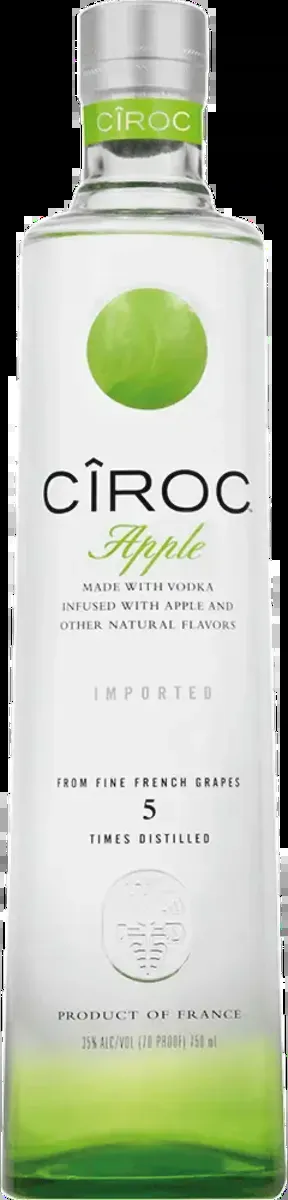 CÎROC
CÎROC
Apple
MADE WITH VODKA
INFUSED WITH APPLE AND
OTHER NATURAL FLAVORS
IMPORTED
FROM FINE FRENCH GRAPES
5
TIMES DISTILLED
PRODUCT OF FRANCE
35% ALC/VOL (70 PROOF) 750 ml